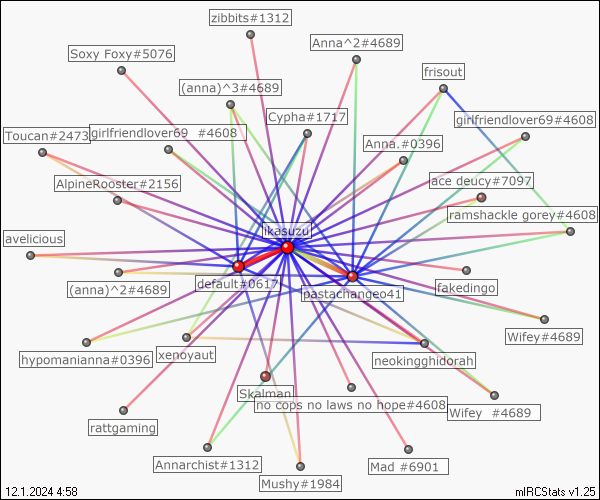 zibbits#1312
Anna^2#4689
Soxy Foxy#5076
frisout
(anna)^3#4689
Cypha#1717
girlfriendlover69#4608
Toucan#2473
girlfriendlover69 #4608
Anna.#0396
AlpineRooster#2156
ace deucy#7097
ramshackle gorey#4608
ikasuzu
avelicious
default#0617
(anna)^2#4689
pastachangeo41
fakedingo
Wifey#4689
hypomanianna#0396
xenoyaut
neokingghidorah
Skalman
no cops no laws no hope#4608
Wifey #4689
rattgaming
Annarchist#1312
Mad #6901
Mushy#1984
12.1.2024 4:58
mIRCStats v1.25